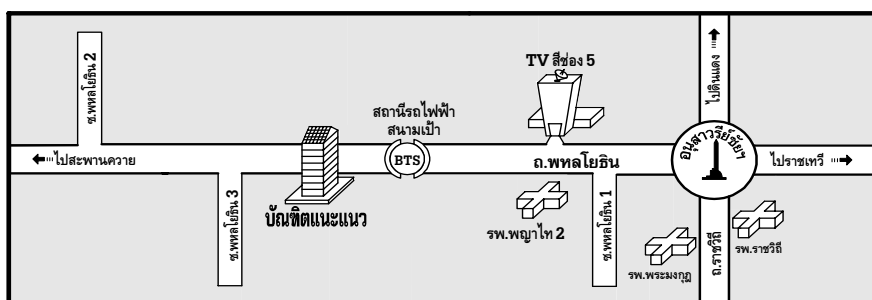 ซ.พหลโยธิน 2
TV สีช่อง 5
ไปดินแดง
สถานีรถไฟฟ้า
สนามเป้า
BTS
ไปสะพานควาย
ถ.พหลโยธิน
อนุสาวรีย์ชัยฯ
ไปราชเทวี
ซ.พหลโยธิน 3
บัณฑิตแนะแนว
รพ.พญาไท 2
ซ.พหลโยธิน 1
รพ.พระมงกุฎ
ถ.ราชวิถี
รพ.ราชวิถี